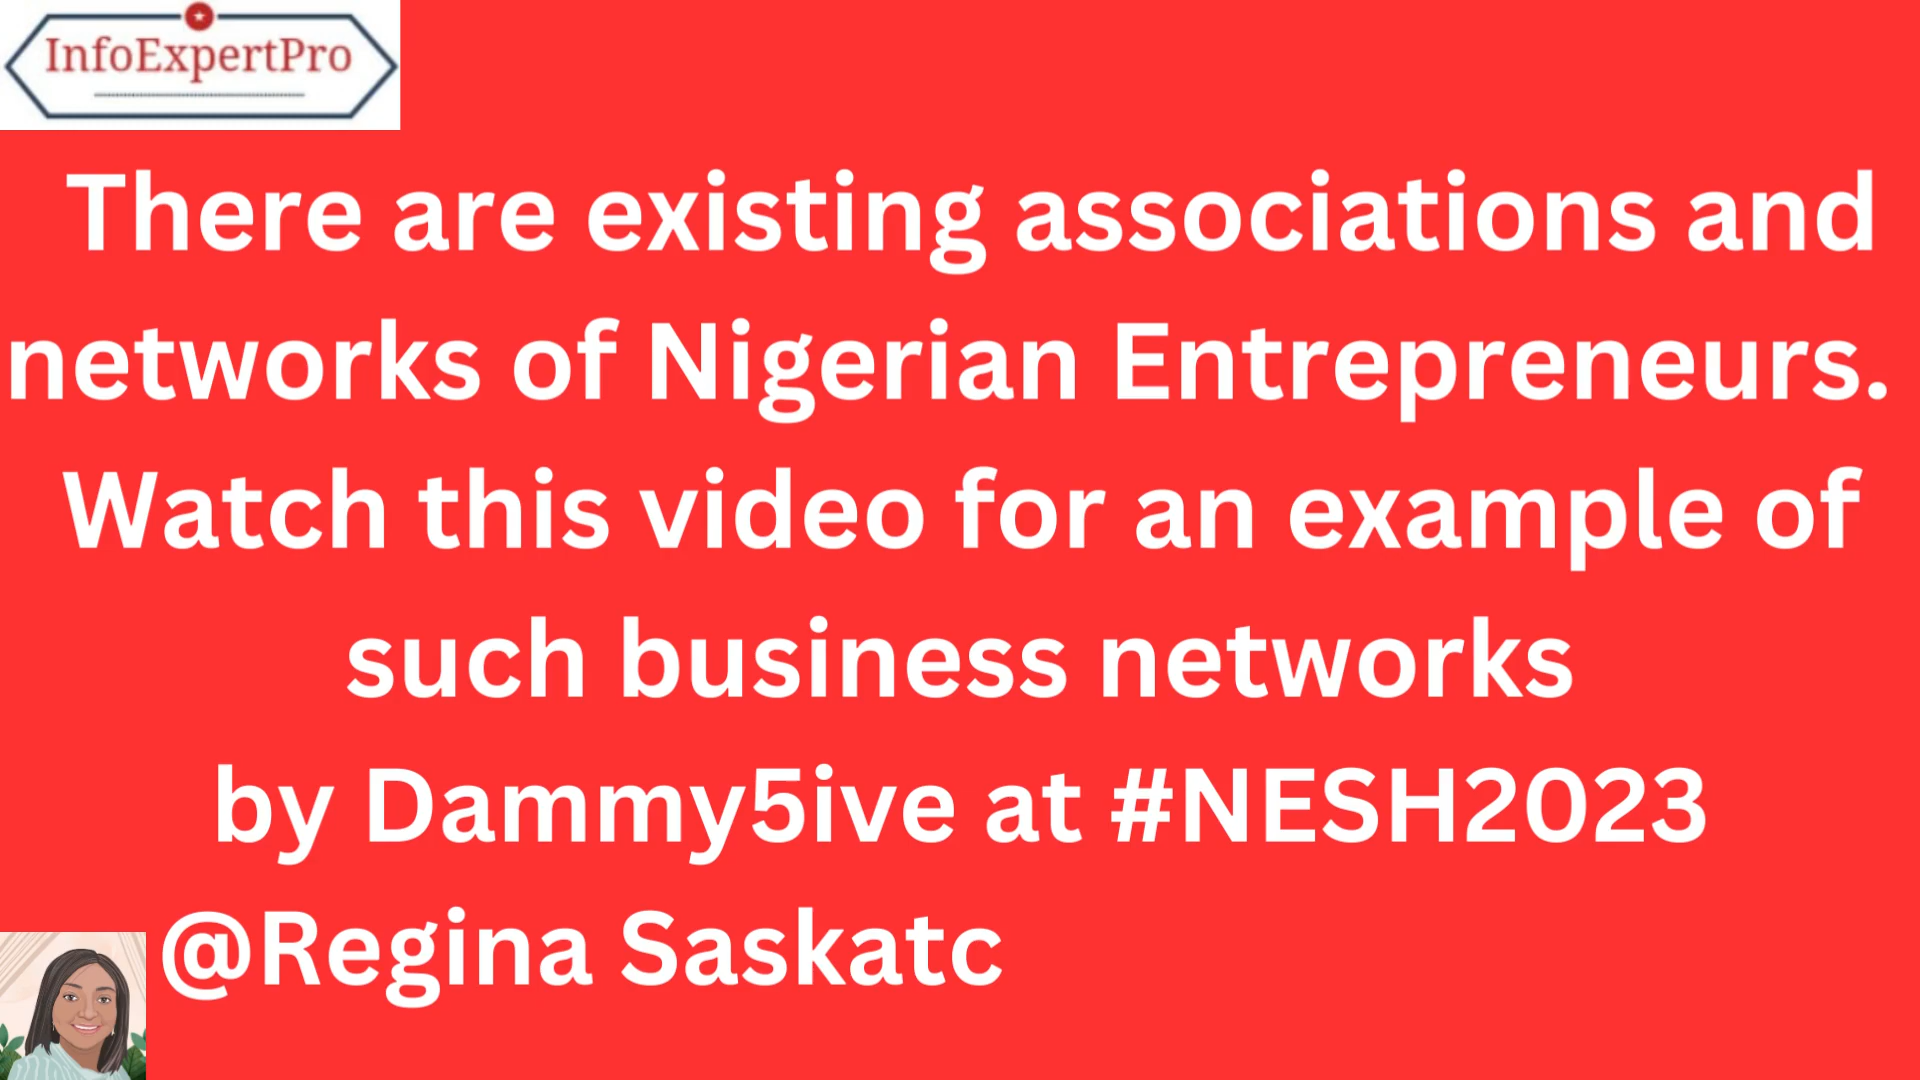 InfoExpertPro
There are existing associations and
networks of Nigerian Entrepreneurs.
Watch this video for an example of
such business networks
by Dammy5ive at #NESH2023
@Regina Saskatc